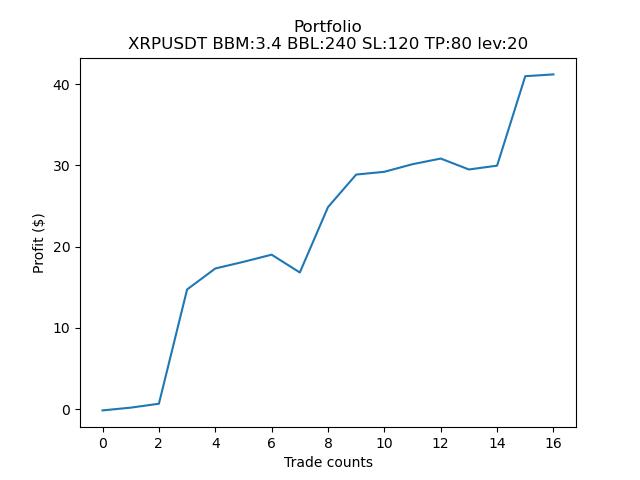 Portfolio
XRPUSDT BBM:3.4 BBL:240 SL:120 TP:80 lev:20
40
30
20
10
0
Profit ($)
0 2 4 6 8 10 12 14 16
Trade counts